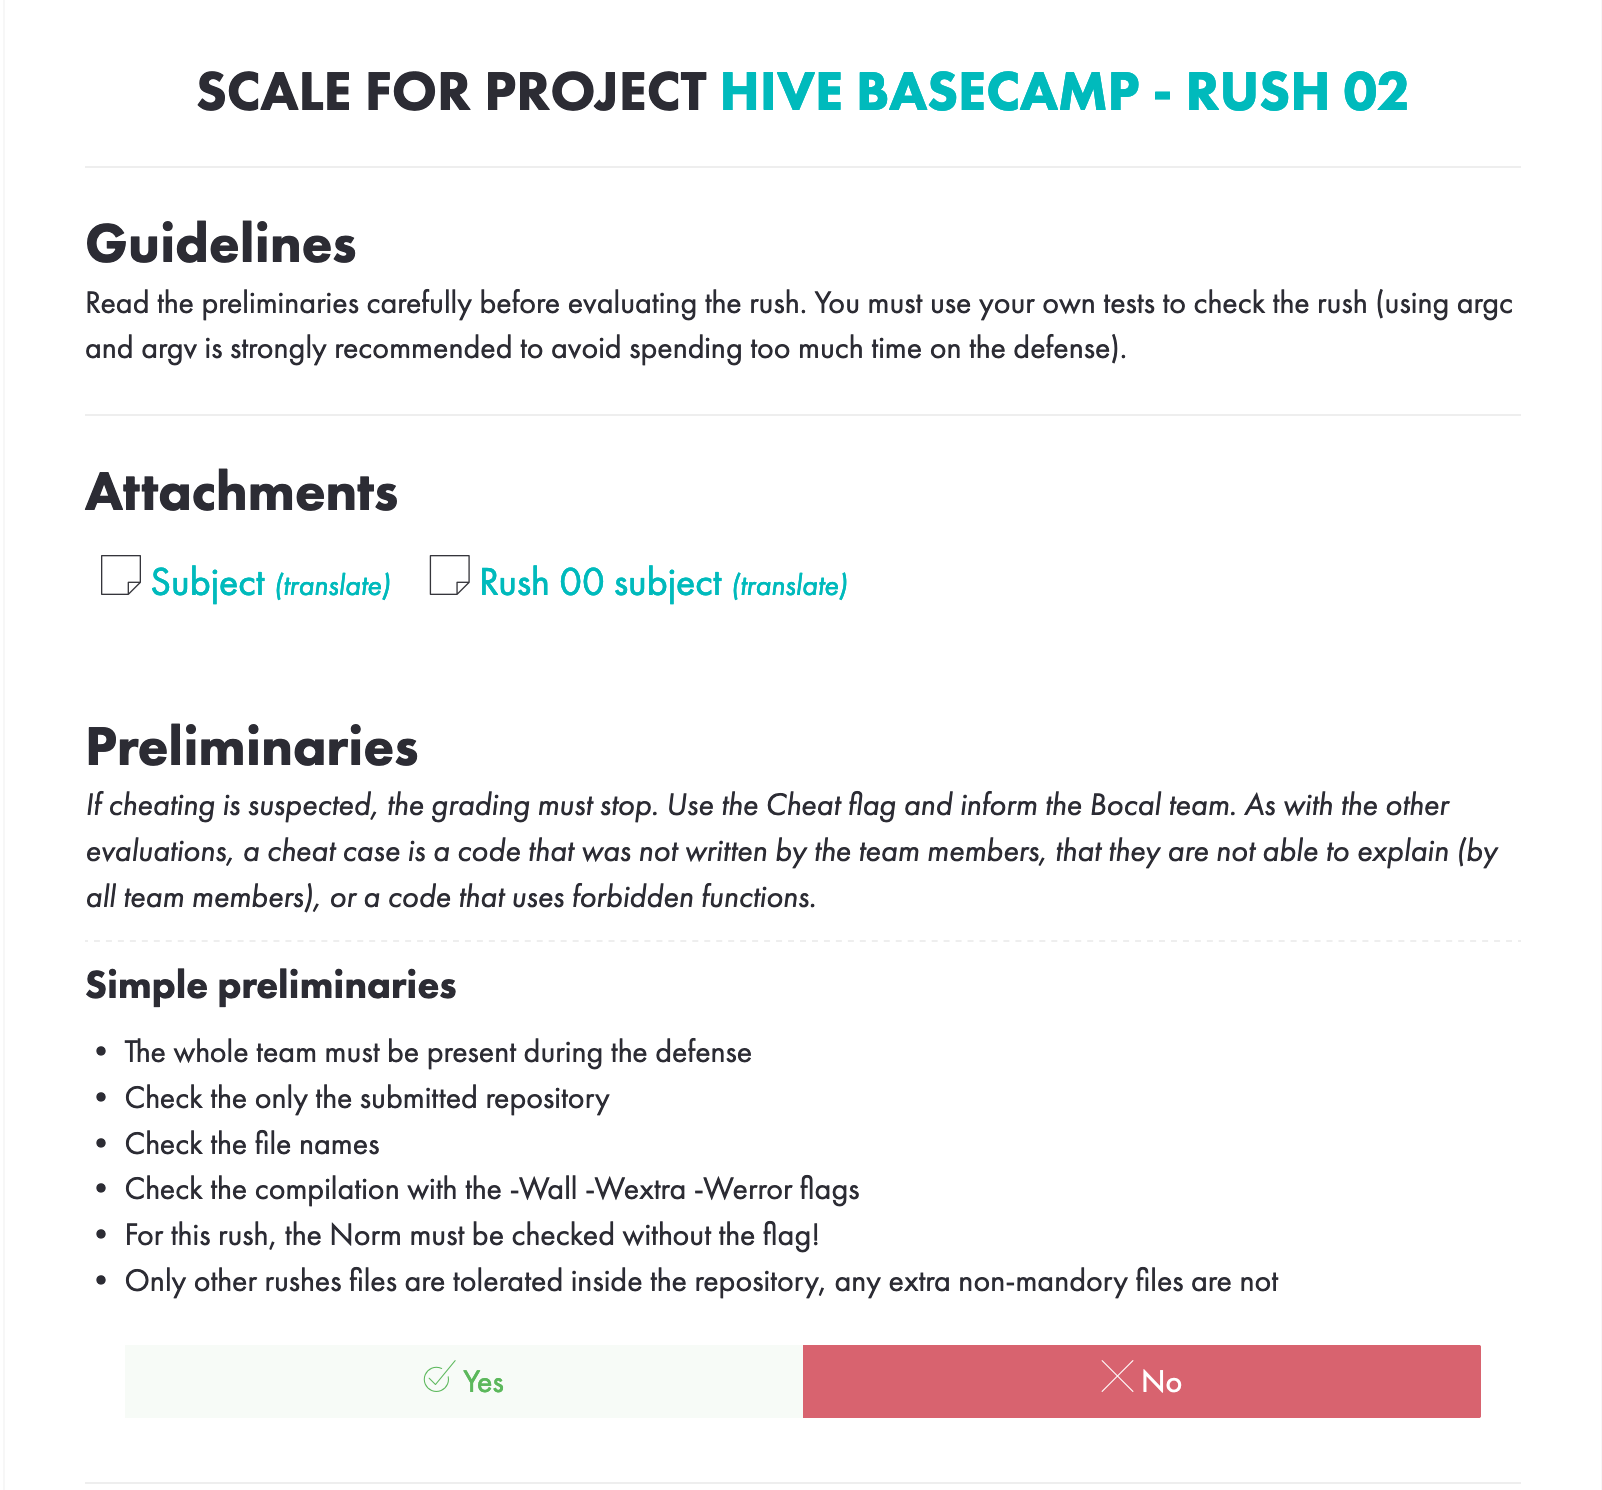 SCALE FOR PROJECT HIVE BASECAMP - RUSH 02
Guidelines
Read the preliminaries carefully before evaluating the rush. You must use your own tests to check the rush (using argc
and argv is strongly recommended to avoid spending too much time on the defense).
Attachments
Subject (translate) Rush 00 subject (translate)
Preliminaries
If cheating is suspected, the grading must stop. Use the Cheat flag and inform the Bocal team. As with the other
evaluations, a cheat case is a code that was not written by the team members, that they are not able to explain (by
all team members), or a code that uses forbidden functions.
Simple preliminaries
• The whole team must be present during the defense
• Check the only the submitted repository
• Check the file names
• Check the compilation with the -Wall -Wextra -Werror flags
• For this rush, the Norm must be checked without the flag!
• Only other rushes files are tolerated inside the repository, any extra non-mandory files are not
Yes No